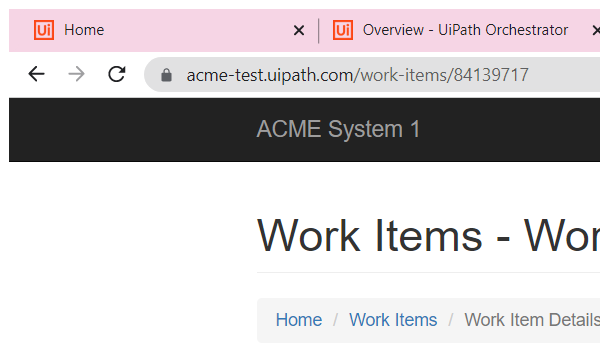 Ui Home Ui Overview - UiPath Orchestrator
acme-test.uipath.com/work-items/84139717
ACME System 1
Work Items - Wor
Home / Work Items / Work Item Details